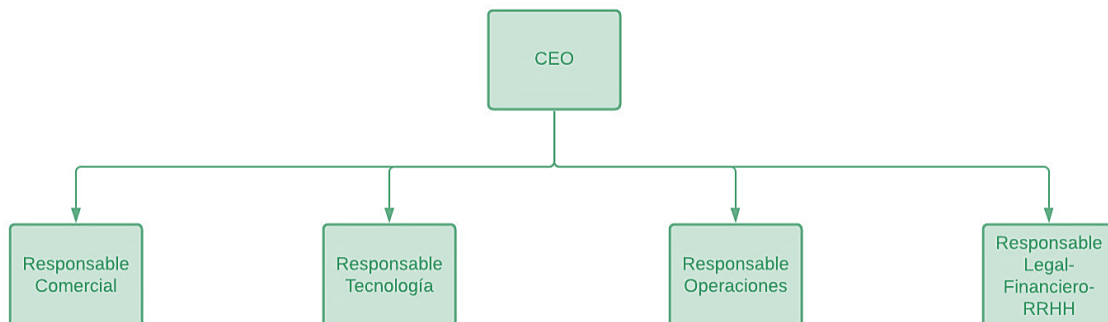 CEO
Responsable
Comercial
Responsable
Tecnología
Responsable
Operaciones
Responsable
Legal-
Financiero-
RRHH